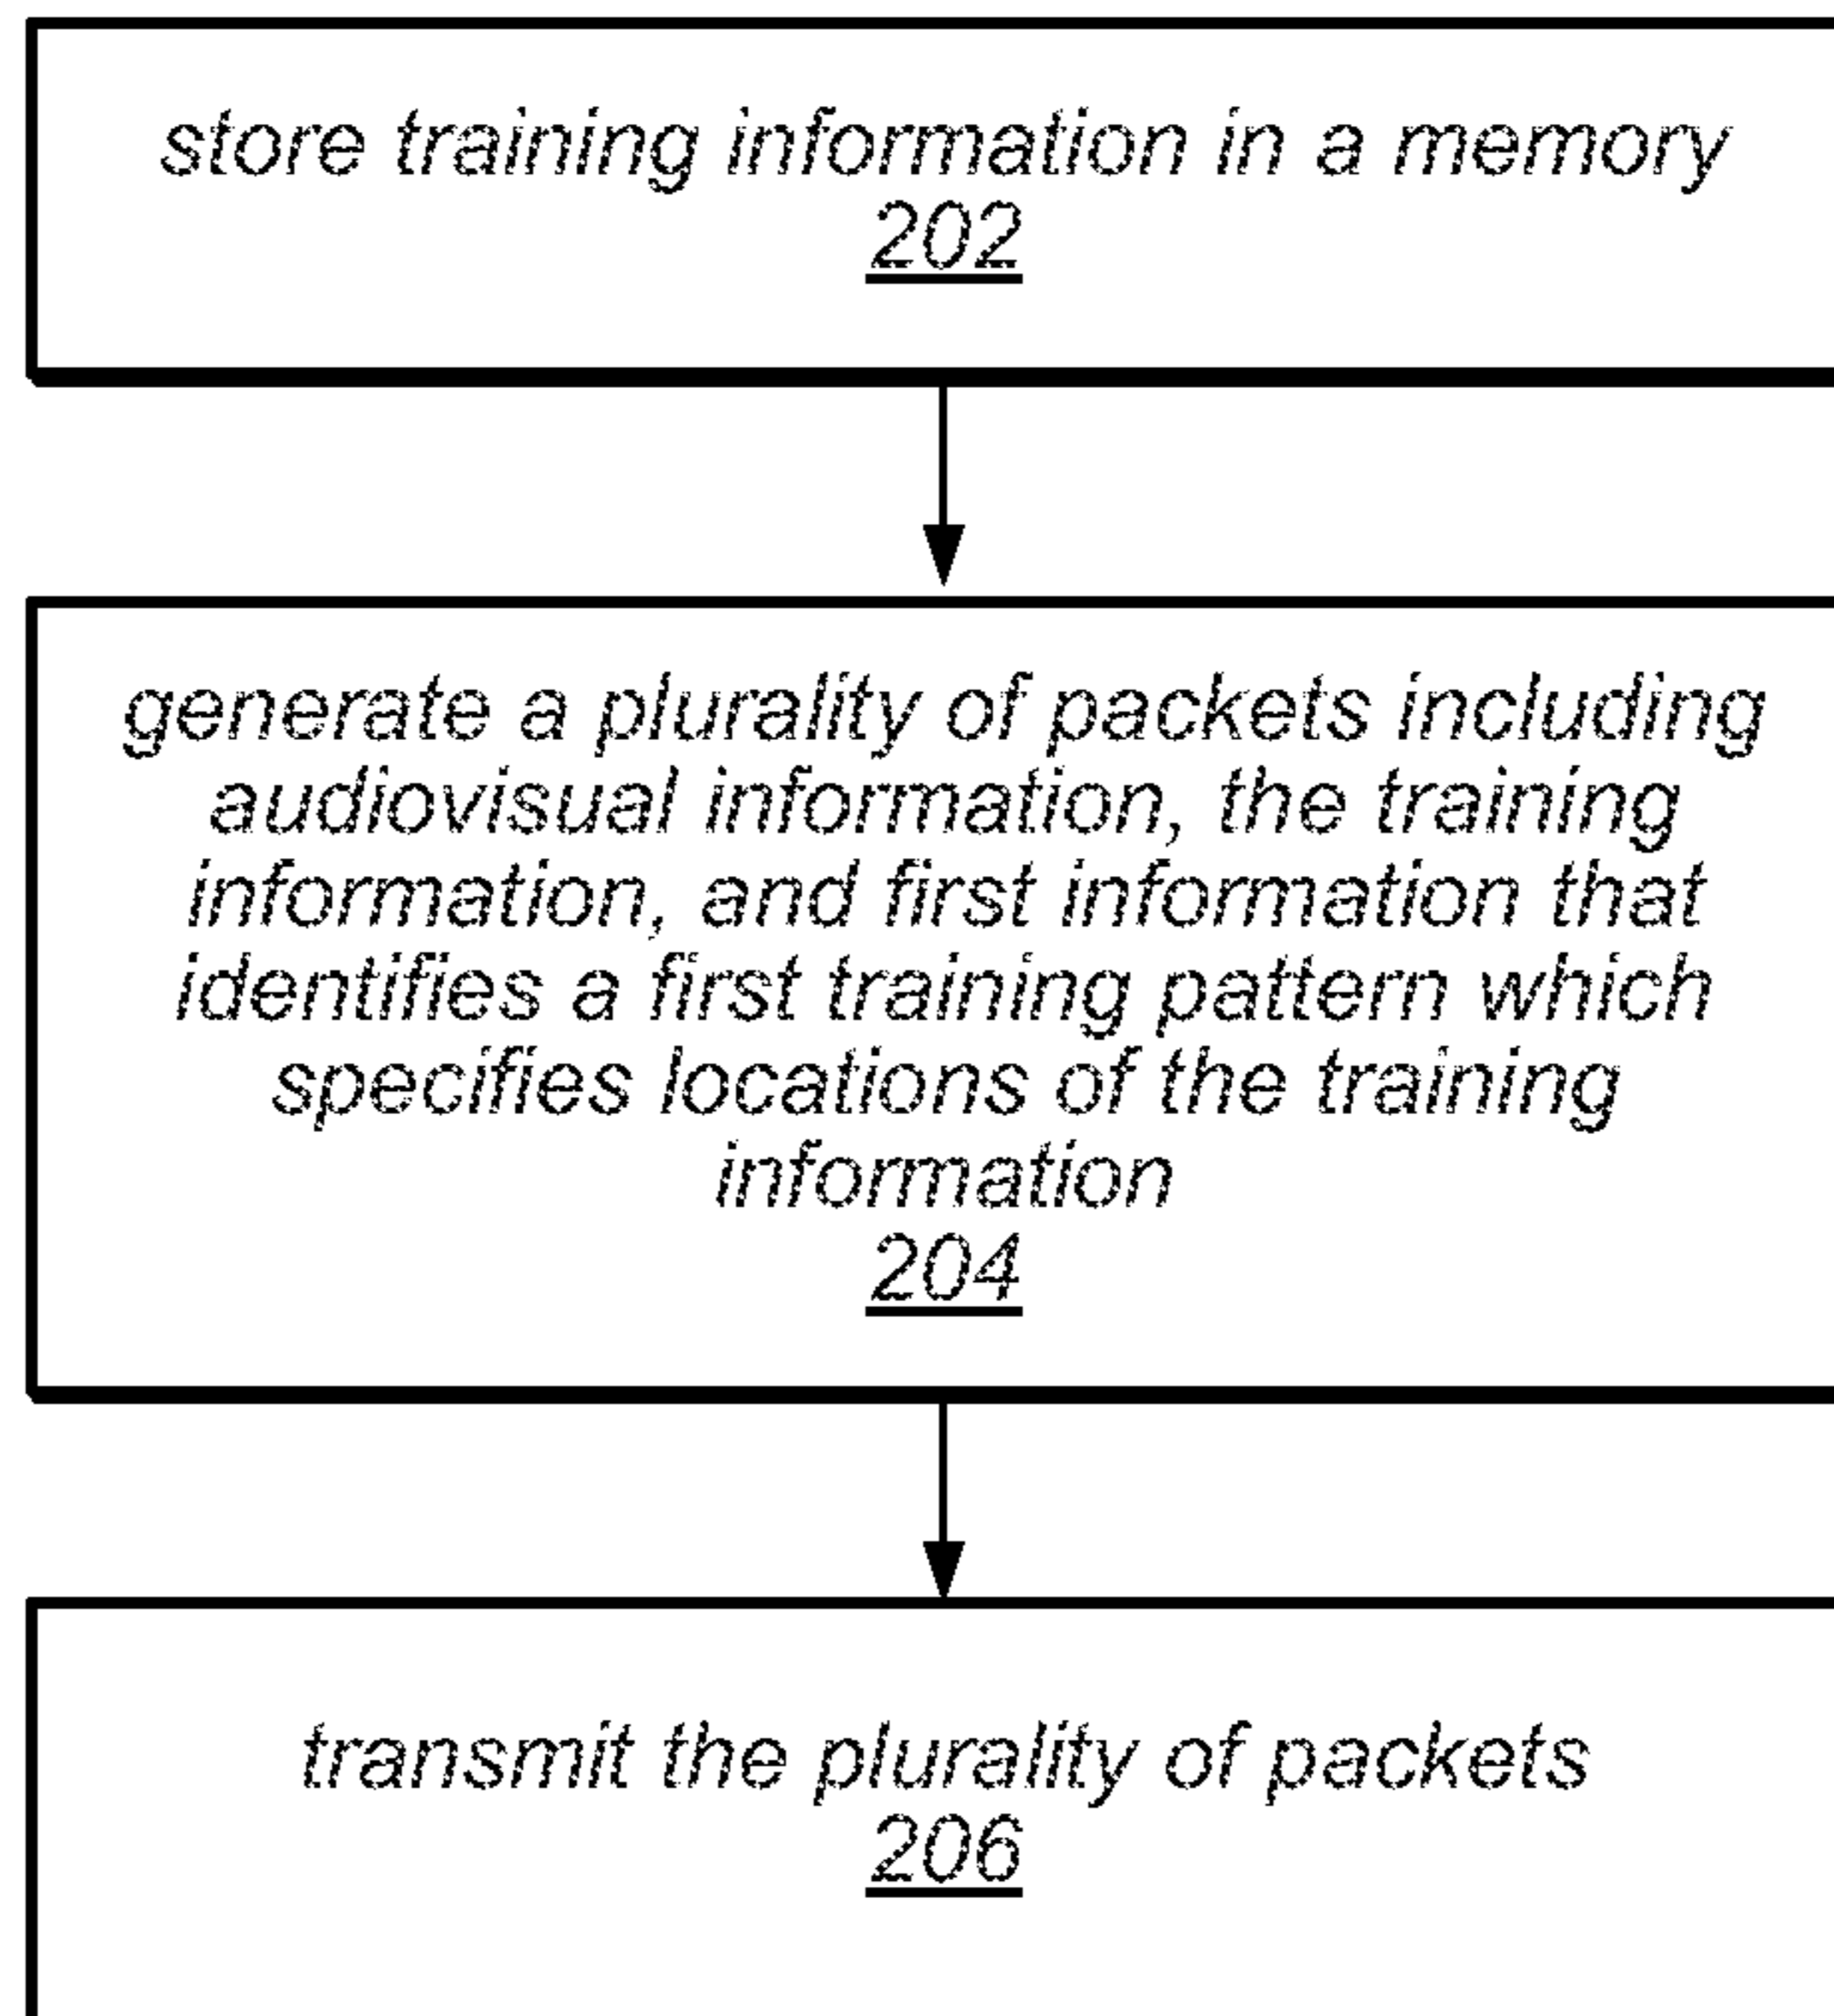 store training information in a memory
202
generate a plurality of packets including
audiovisual information, the training
information, and first information that
identifies a first training pattern which
specifies locations of the training
information
204
transmit the plurality of packets
206